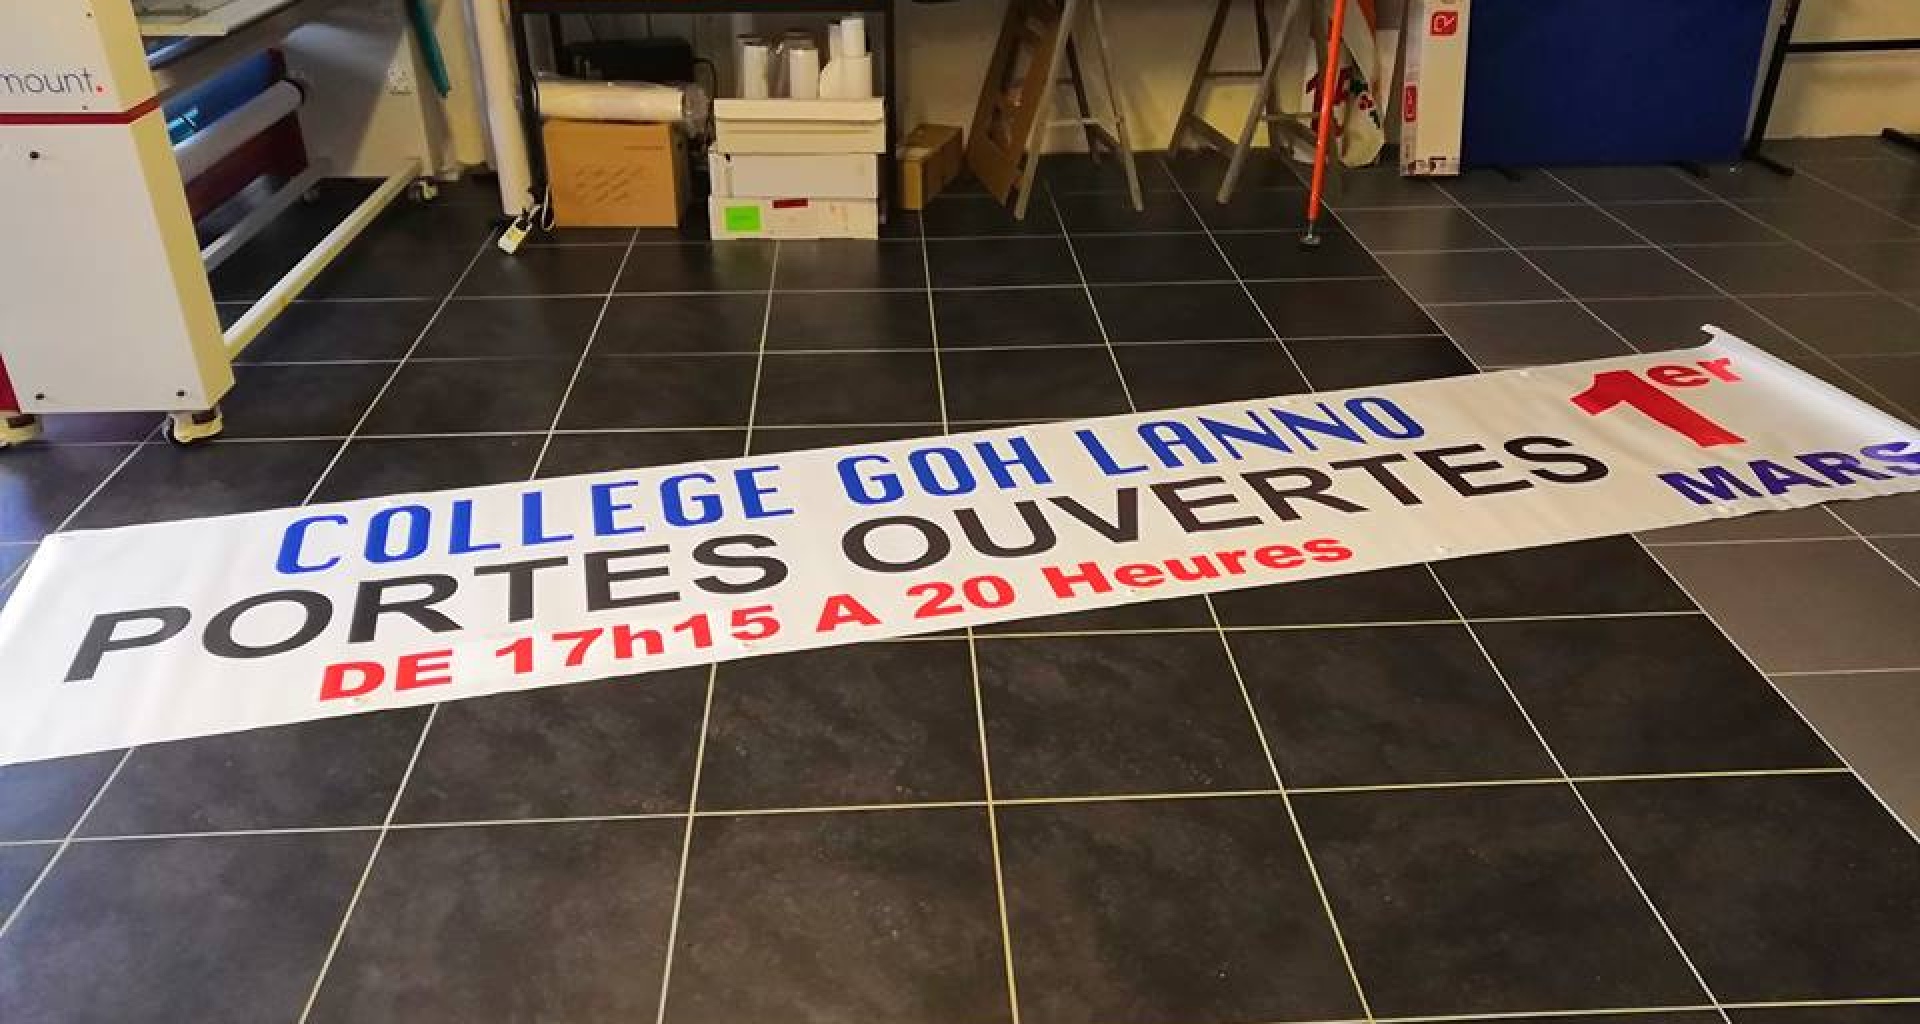 mount.
COLLEGE GOH LANNO
PORTES OUVERTES
DE 17h15 A 20 Heures
1er
MARS